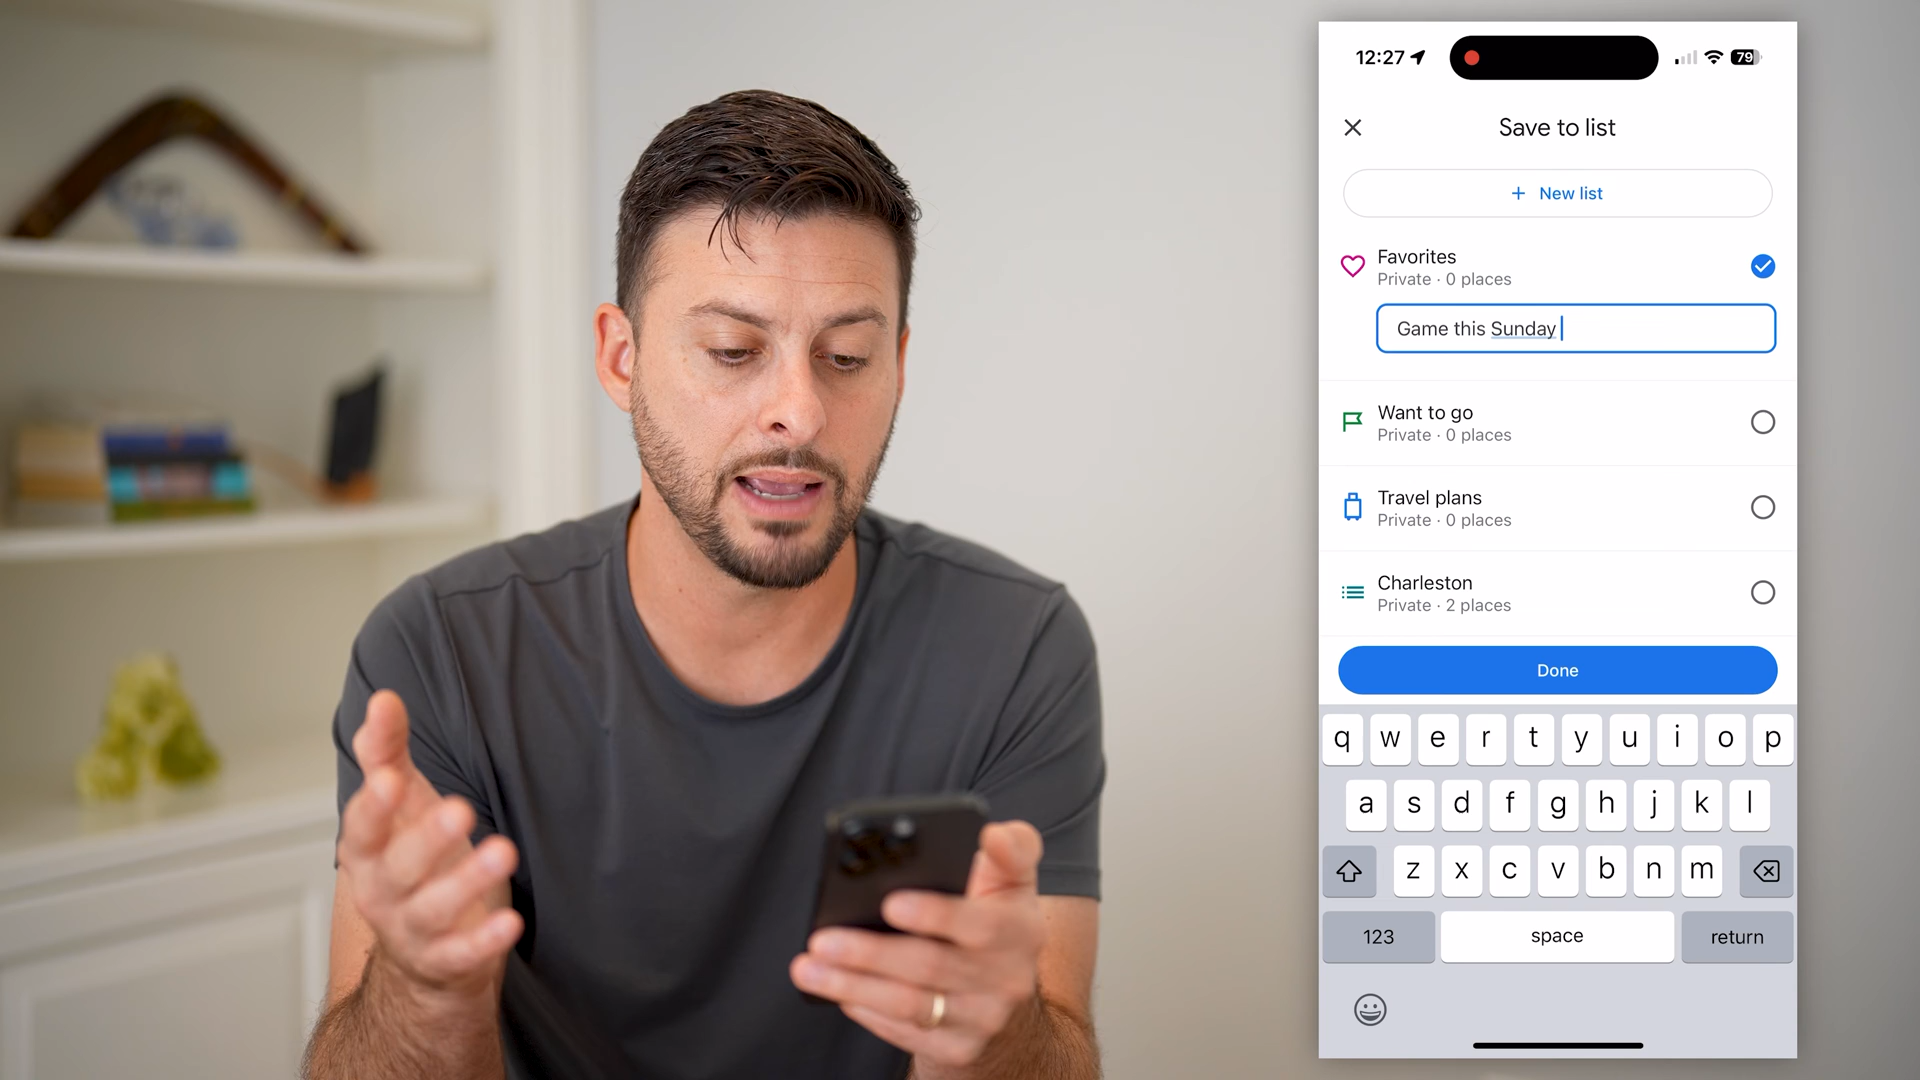 12:27
79
Save to list
+ New list
Favorites
Private · 0 places
Game this Sunday
Want to go
Private · 0 places
Travel plans
Private · 0 places
Charleston
Private · 2 places
Done
q w e r t y u i o p
a s d f g h j k l
z x c v b n m
123 space return